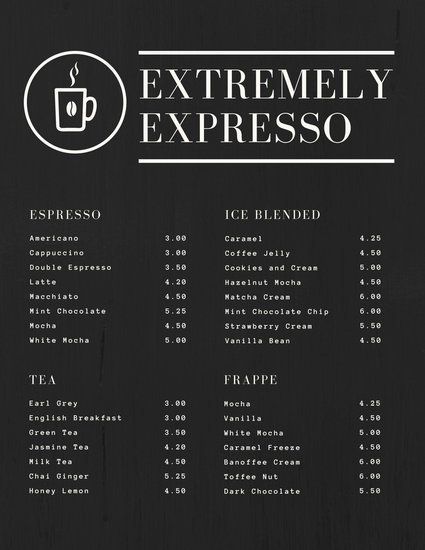 EXTREMELY
EXPRESSO
ESPRESSO
Americano 3.00
Cappuccino 3.00
Double Espresso 3.50
Latte 4.20
Macchiato 4.50
Mint Chocolate 5.25
Mocha 4.50
White Mocha 5.00
ICE BLENDED
Caramel 4.25
Coffee Jelly 4.50
Cookies and Cream 5.00
Hazelnut Mocha 4.50
Matcha Cream 6.00
Mint Chocolate Chip 6.00
Strawberry Cream 5.50
Vanilla Bean 4.50
TEA
Earl Grey 3.00
English Breakfast 3.00
Green Tea 3.50
Jasmine Tea 4.20
Milk Tea 4.50
Chai Ginger 5.25
Honey Lemon 4.50
FRAPPE
Mocha 4.25
Vanilla 4.50
White Mocha 5.00
Caramel Freeze 4.50
Banoffee Cream 6.00
Toffee Nut 6.00
Dark Chocolate 5.50